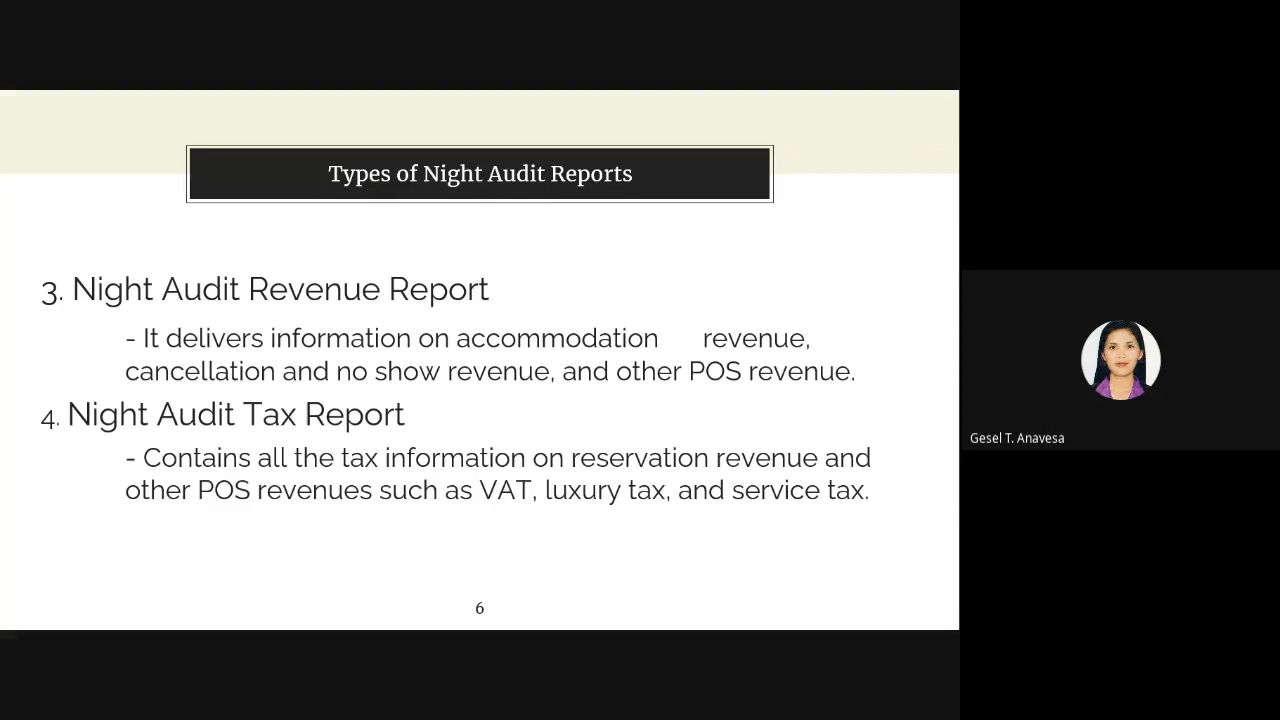 Types of Night Audit Reports
3. Night Audit Revenue Report
- It delivers information on accommodation revenue,
cancellation and no show revenue, and other POS revenue.
4. Night Audit Tax Report
- Contains all the tax information on reservation revenue and
other POS revenues such as VAT, luxury tax, and service tax.
6
Gesel T. Anavesa